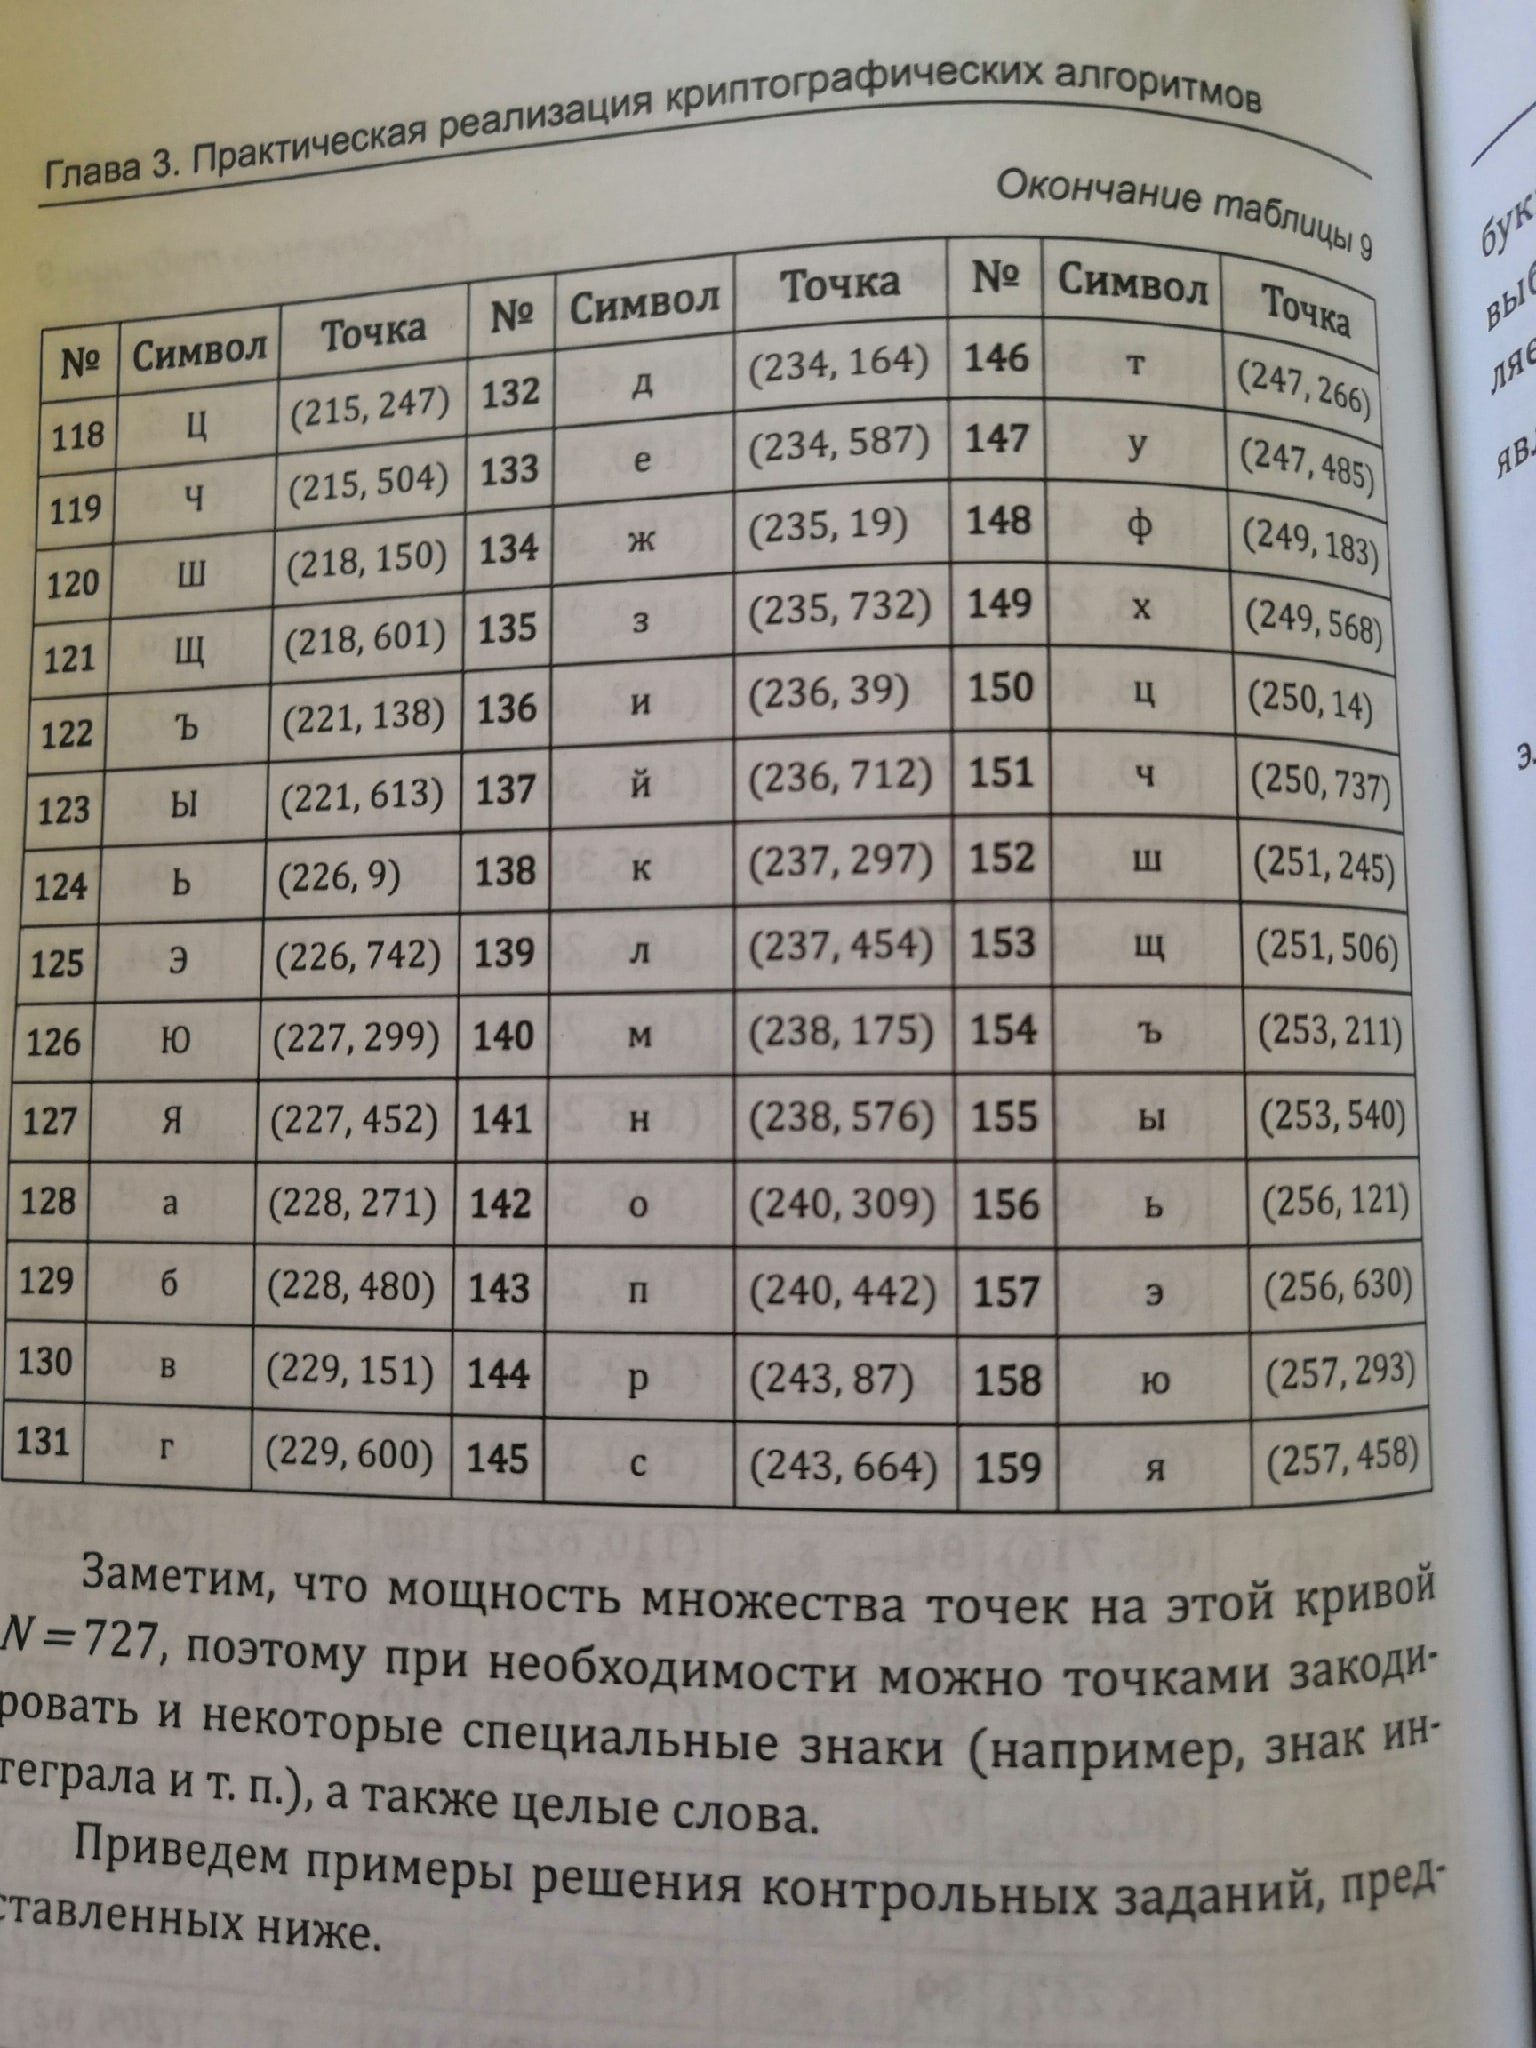 Глава 3. Практическая реализация криптографических алгоритмов
Окончание таблицы 9
№ Символ Точка № Символ Точка № Символ Точка
118 Ц (215, 247) 132 д (234, 164) 146 т (247, 266)
119 Ч (215, 504) 133 е (234, 587) 147 у (247, 485)
120 Ш (218, 150) 134 ж (235, 19) 148 ф (249, 183)
121 Щ (218, 601) 135 з (235, 732) 149 х (249, 568)
122 Ъ (221, 138) 136 и (236, 39) 150 ц (250, 14)
123 Ы (221, 613) 137 й (236, 712) 151 ч (250, 737)
124 Ь (226, 9) 138 к (237, 297) 152 ш (251, 245)
125 Э (226, 742) 139 л (237, 454) 153 щ (251, 506)
126 Ю (227, 299) 140 м (238, 175) 154 ъ (253, 211)
127 Я (227, 452) 141 н (238, 576) 155 ы (253, 540)
128 а (228, 271) 142 о (240, 309) 156 ь (256, 121)
129 б (228, 480) 143 п (240, 442) 157 э (256, 630)
130 в (229, 151) 144 р (243, 87) 158 ю (257, 293)
131 г (229, 600) 145 с (243, 664) 159 я (257, 458)
Заметим, что мощность множества точек на этой кривой
N = 727, поэтому при необходимости можно точками закоди-
ровать и некоторые специальные знаки (например, знак ин-
теграла и т. п.), а также целые слова.
Приведем примеры решения контрольных заданий, пред-
ставленных ниже.